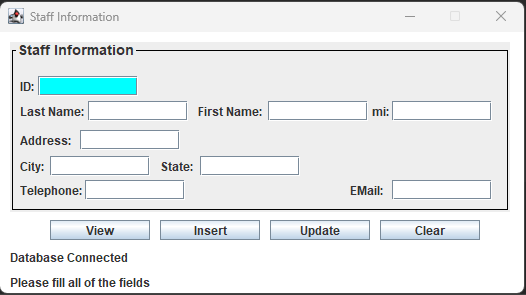 Staff Information
Staff Information
ID:
Last Name: First Name: mi:
Address:
City: State:
Telephone: EMail:
View Insert Update Clear
Database Connected
Please fill all of the fields